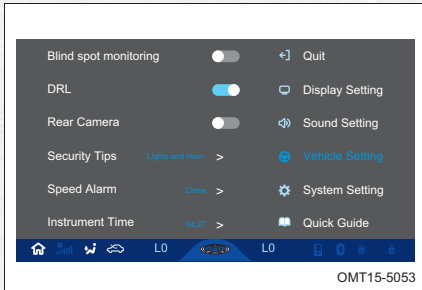 Blind spot monitoring
Quit
DRL
Display Setting
Rear Camera
Sound Setting
Security Tips Lights and Horn. >
Vehicle Setting
Speed Alarm Close >
System Setting
Instrument Time 04:27 >
Quick Guide
L0 L0
OMT15-5053